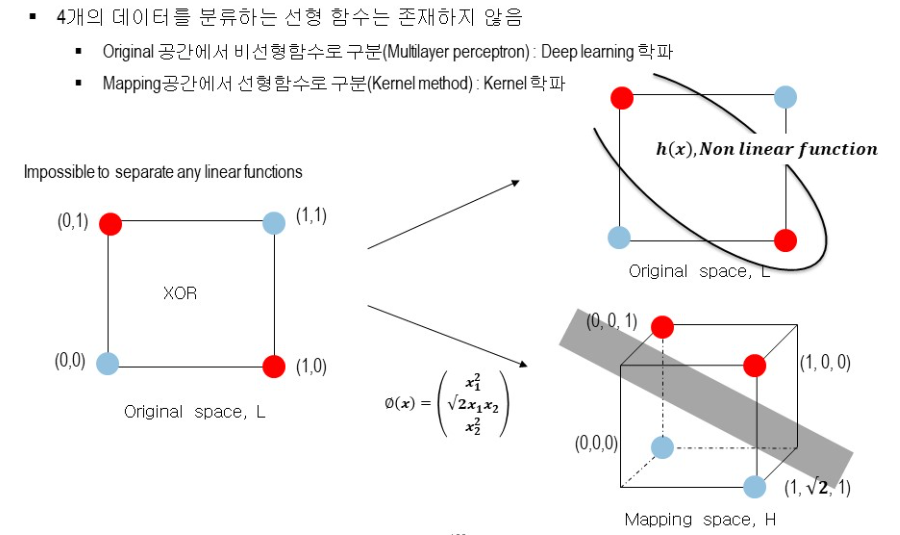 4개의 데이터를 분류하는 선형 함수는 존재하지 않음
Original 공간에서 비선형함수로 구분(Multilayer perceptron) : Deep learning 학파
Mapping공간에서 선형함수로 구분(Kernel method) : Kernel 학파
h(x), Non linear function
Impossible to separate any linear functions
(0,1)
(1,1)
XOR
(0,0)
(1,0)
Original space, L
Original space, L
∅(x) = (x₁², √2x₁x₂, x₂²)
(0, 0, 1)
(1, 0, 0)
(0,0,0)
(1, √2, 1)
Mapping space, H